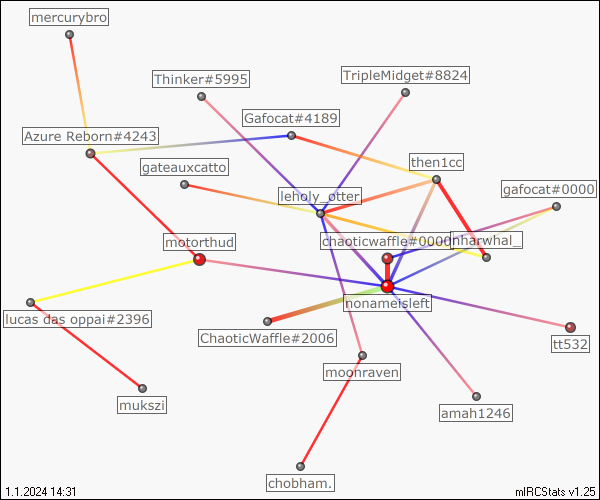 mercurybro
Thinker#5995
TripleMidget#8824
Gafocat#4189
Azure Reborn#4243
then1cc
gateauxcatto
gafocat#0000
leholy_otter
chaoticwaffle#0000
nharwhal_
motorthud
nonameisleft
lucas das oppai#2396
ChaoticWaffle#2006
tt532
moonraven
mukszi
amah1246
chobham.
1.1.2024 14:31
mIRCStats v1.25